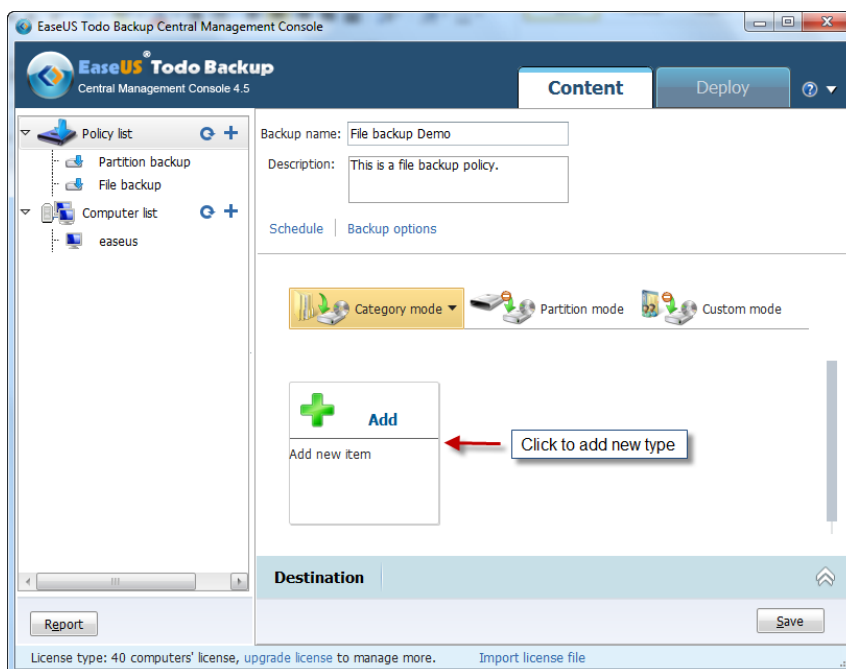 EaseUS Todo Backup Central Management Console
EaseUS® Todo Backup
Central Management Console 4.5
Content
Deploy
Policy list
Partition backup
File backup
Computer list
easeus
Backup name: File backup Demo
Description: This is a file backup policy.
Schedule
Backup options
Category mode
Partition mode
Custom mode
Add
Add new item
Click to add new type
Destination
Report
Save
License type: 40 computers' license, upgrade license to manage more.
Import license file